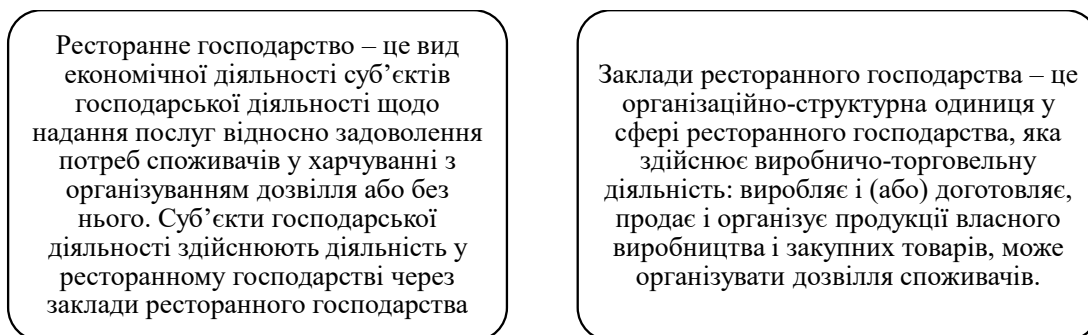 Ресторанне господарство – це вид
економічної діяльності суб’єктів
господарської діяльності щодо
надання послуг відносно задоволення
потреб споживачів у харчуванні з
організуванням дозвілля або без
нього. Суб’єкти господарської
діяльності здійснюють діяльність у
ресторанному господарстві через
заклади ресторанного господарства
Заклади ресторанного господарства – це
організаційно-структурна одиниця у
сфері ресторанного господарства, яка
здійснює виробничо-торговельну
діяльність: виробляє і (або) доготовляє,
продає і організує продукції власного
виробництва і закупних товарів, може
організувати дозвілля споживачів.